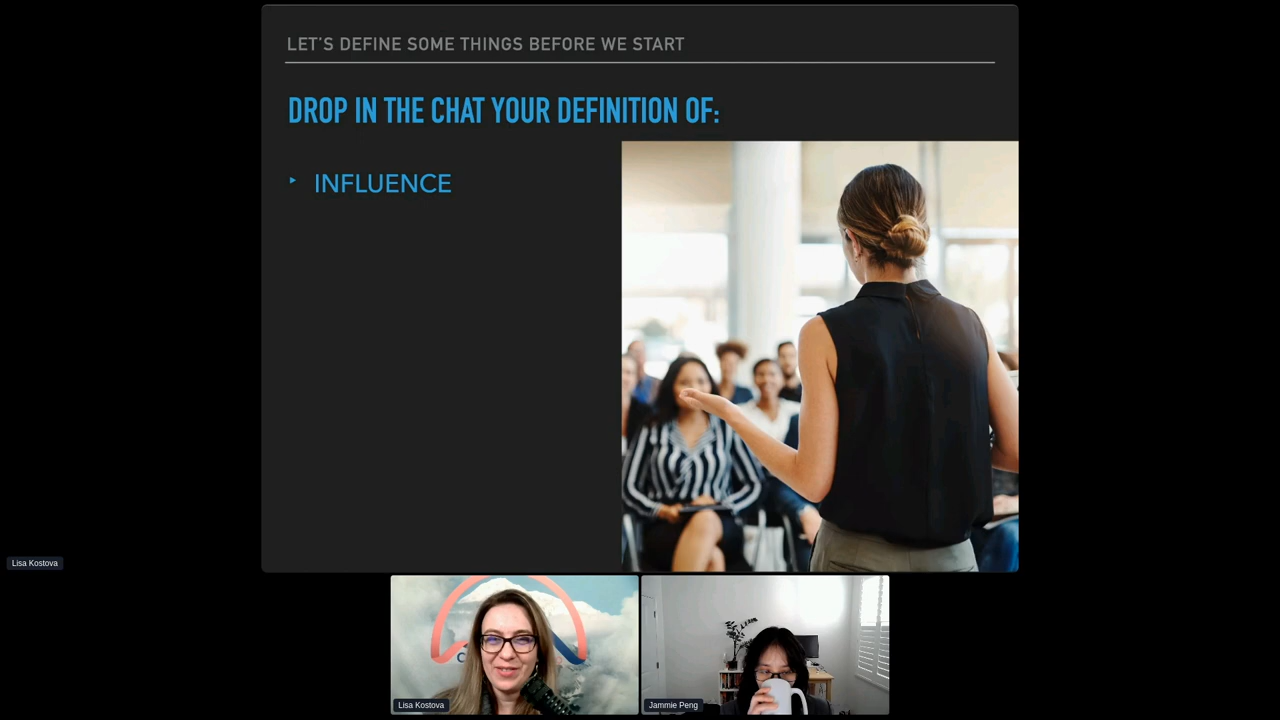 LET'S DEFINE SOME THINGS BEFORE WE START
DROP IN THE CHAT YOUR DEFINITION OF:
‣ INFLUENCE
Lisa Kostova
Lisa Kostova
Jammie Peng